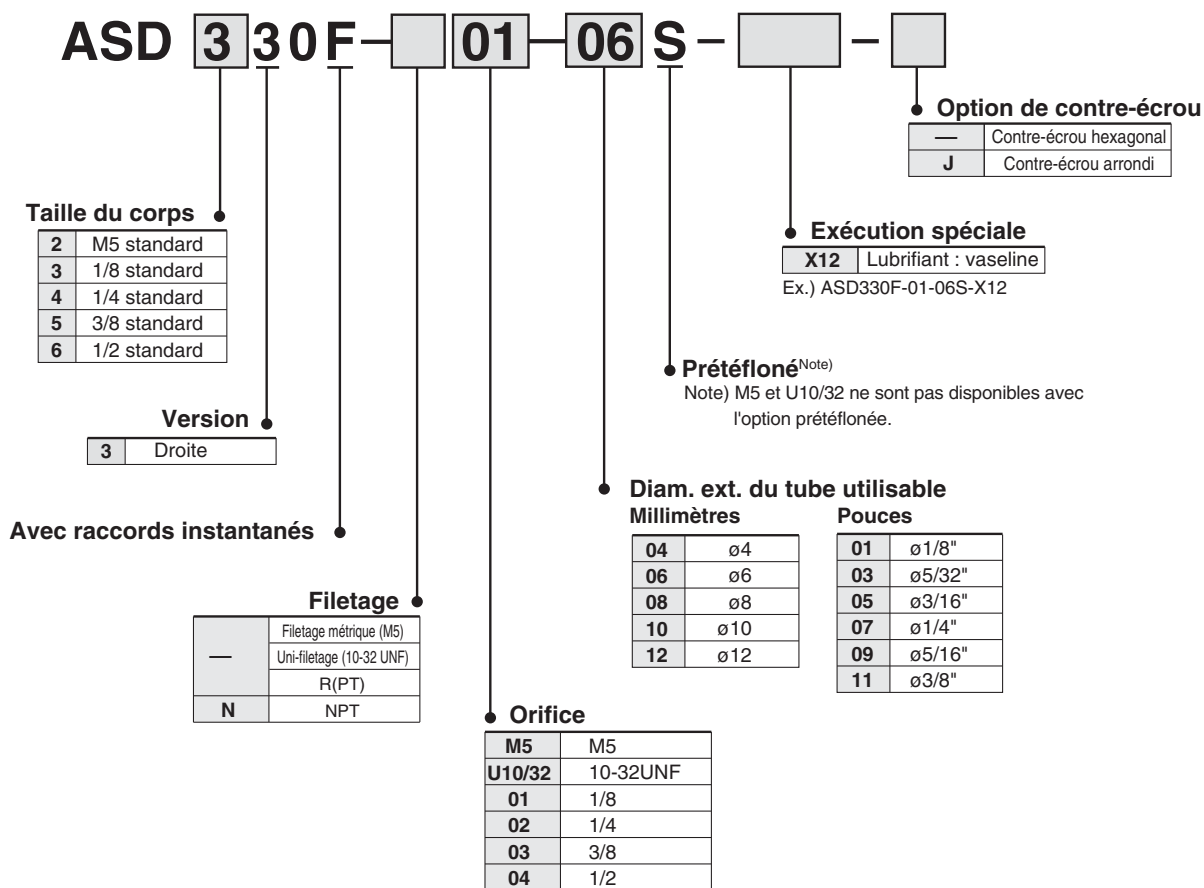 ASD 3 3 0 F – 01 – 06 S – –
Option de contre-écrou
— Contre-écrou hexagonal
J Contre-écrou arrondi
Taille du corps
2 M5 standard
3 1/8 standard
4 1/4 standard
5 3/8 standard
6 1/2 standard
Exécution spéciale
X12 Lubrifiant : vaseline
Ex.) ASD330F-01-06S-X12
Prétéfloné Note)
Note) M5 et U10/32 ne sont pas disponibles avec
l'option prétéflonée.
Version
3 Droite
Avec raccords instantanés
Diam. ext. du tube utilisable
Millimètres
04 ø4
06 ø6
08 ø8
10 ø10
12 ø12
Pouces
01 ø1/8"
03 ø5/32"
05 ø3/16"
07 ø1/4"
09 ø5/16"
11 ø3/8"
Filetage
— Filetage métrique (M5)
Uni-filetage (10-32 UNF)
R(PT)
N NPT
Orifice
M5 M5
U10/32 10-32UNF
01 1/8
02 1/4
03 3/8
04 1/2